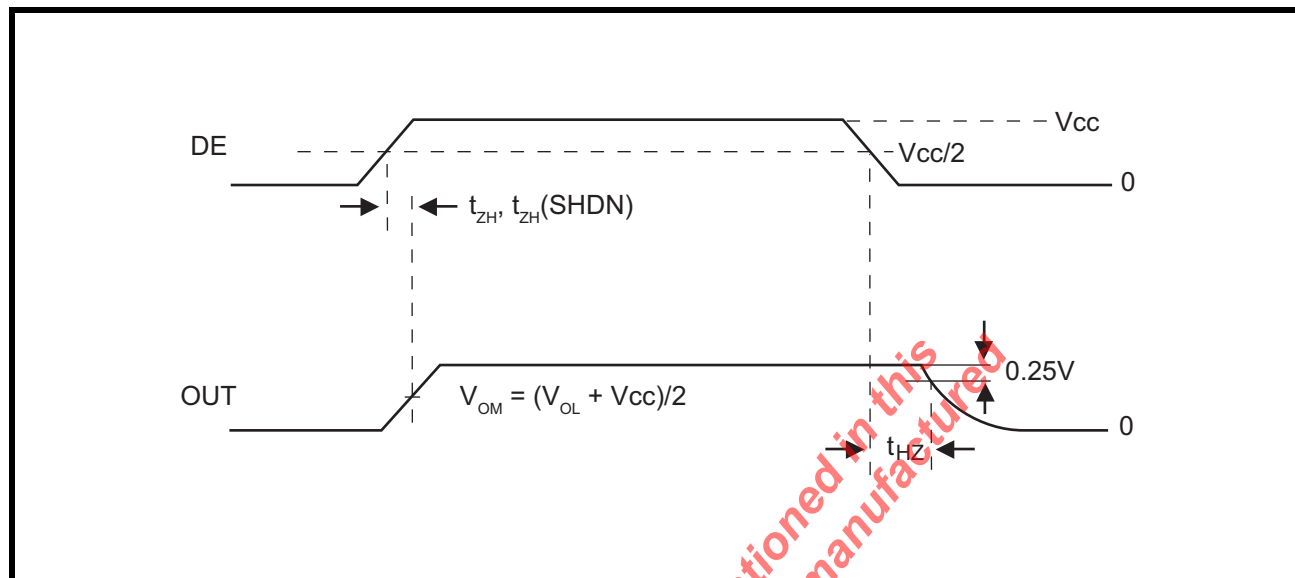 DE
Vcc
Vcc/2
0
tZH, tZH(SHDN)
OUT
VOM = (VOL + Vcc)/2
0.25V
0
tHZ
tioned in this
manufactured